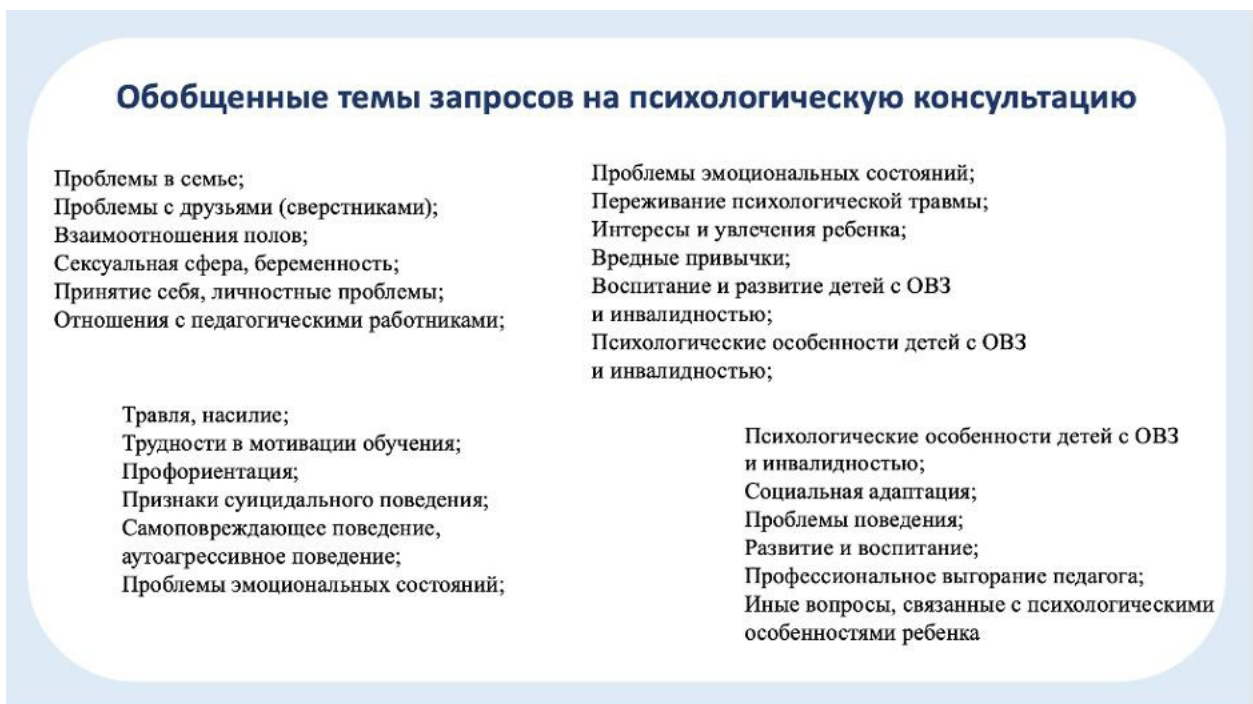 Обобщенные темы запросов на психологическую консультацию
Проблемы в семье;
Проблемы с друзьями (сверстниками);
Взаимоотношения полов;
Сексуальная сфера, беременность;
Принятие себя, личностные проблемы;
Отношения с педагогическими работниками;
Проблемы эмоциональных состояний;
Переживание психологической травмы;
Интересы и увлечения ребенка;
Вредные привычки;
Воспитание и развитие детей с ОВЗ
и инвалидностью;
Психологические особенности детей с ОВЗ
и инвалидностью;
Травля, насилие;
Трудности в мотивации обучения;
Профориентация;
Признаки суицидального поведения;
Самоповреждающее поведение,
аутоагрессивное поведение;
Проблемы эмоциональных состояний;
Психологические особенности детей с ОВЗ
и инвалидностью;
Социальная адаптация;
Проблемы поведения;
Развитие и воспитание;
Профессиональное выгорание педагога;
Иные вопросы, связанные с психологическими
особенностями ребенка